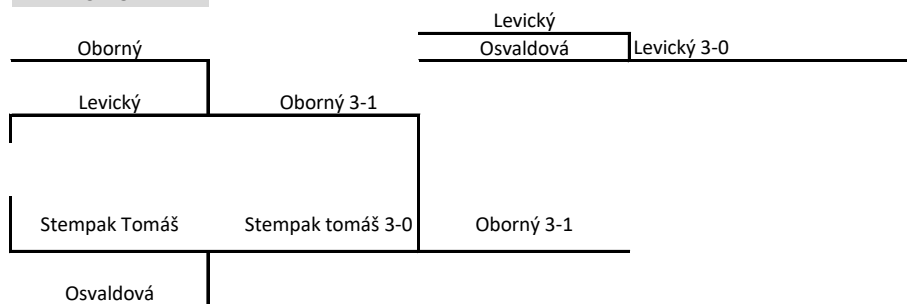 Levický
Oborný
Osvaldová
Levický 3-0
Levický
Oborný 3-1
Stempak Tomáš
Stempak tomáš 3-0
Oborný 3-1
Osvaldová